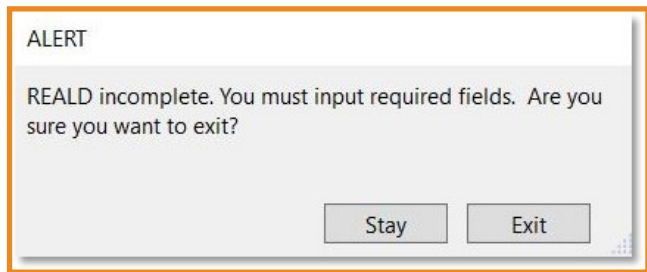 ALERT
REALD incomplete. You must input required fields.  Are you
sure you want to exit?
Stay
Exit